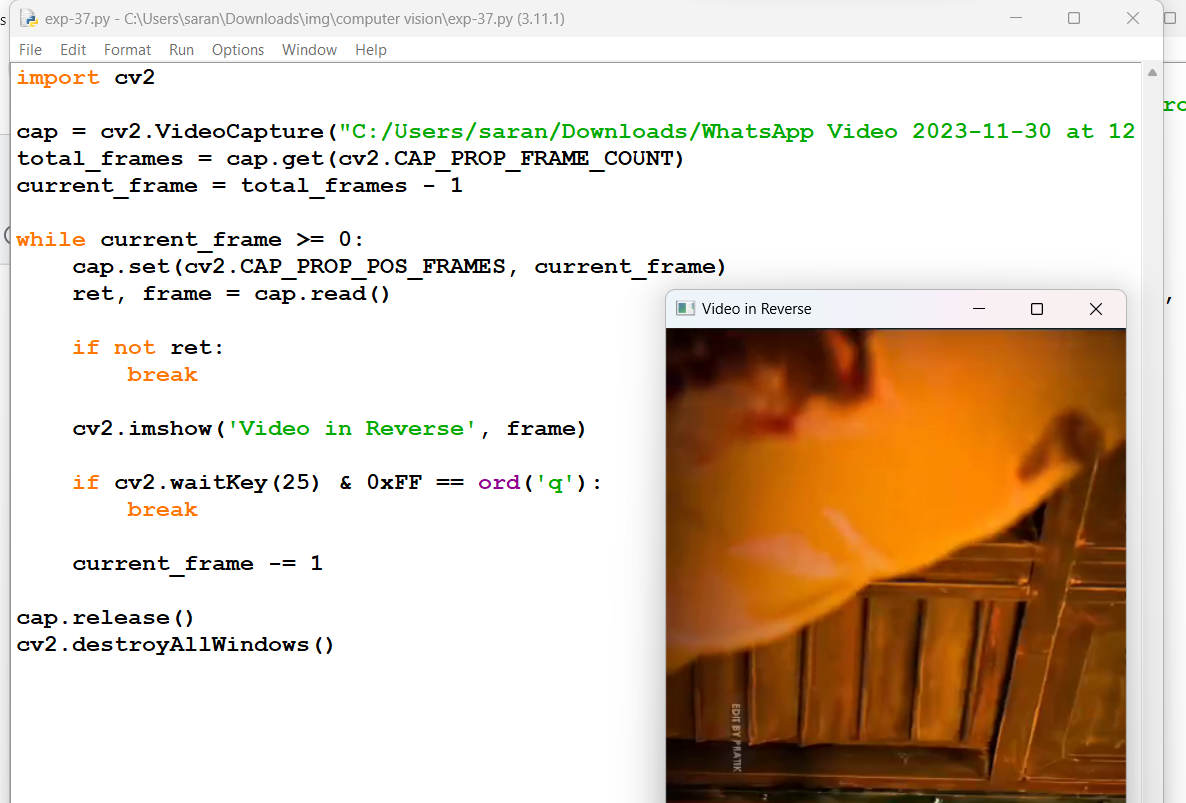 s
exp-37.py - C:\Users\saran\Downloads\img\computer vision\exp-37.py (3.11.1)
File Edit Format Run Options Window Help
import cv2
cap = cv2.VideoCapture("C:/Users/saran/Downloads/WhatsApp Video 2023-11-30 at 12
ro
total_frames = cap.get(cv2.CAP_PROP_FRAME_COUNT)
current_frame = total_frames - 1
while current_frame >= 0:
    cap.set(cv2.CAP_PROP_POS_FRAMES, current_frame)
    ret, frame = cap.read()
,
    if not ret:
        break
    cv2.imshow('Video in Reverse', frame)
    if cv2.waitKey(25) & 0xFF == ord('q'):
        break
    current_frame -= 1
cap.release()
cv2.destroyAllWindows()
Video in Reverse
EDIT BY PRATIK